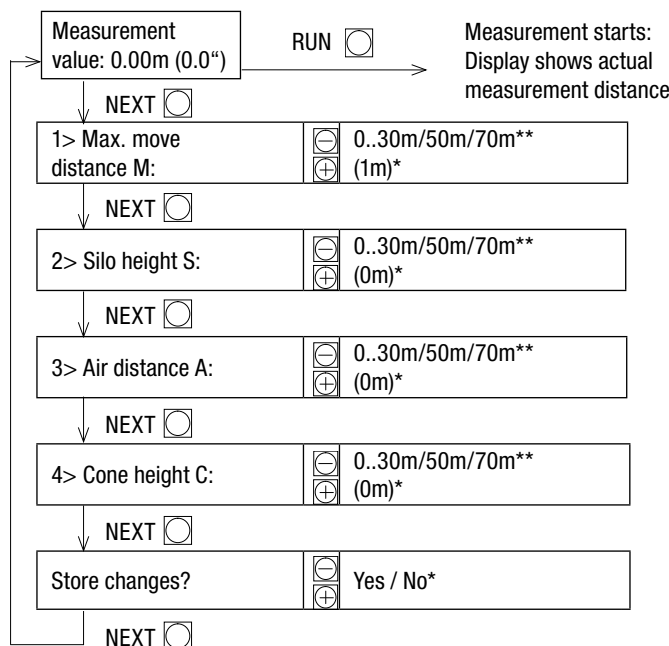 Measurement
value: 0.00m (0.0“)
RUN
Measurement starts:
Display shows actual
measurement distance
NEXT
1> Max. move
distance M:
0..30m/50m/70m**
(1m)*
NEXT
2> Silo height S:
0..30m/50m/70m**
(0m)*
NEXT
3> Air distance A:
0..30m/50m/70m**
(0m)*
NEXT
4> Cone height C:
0..30m/50m/70m**
(0m)*
NEXT
Store changes?
Yes / No*
NEXT